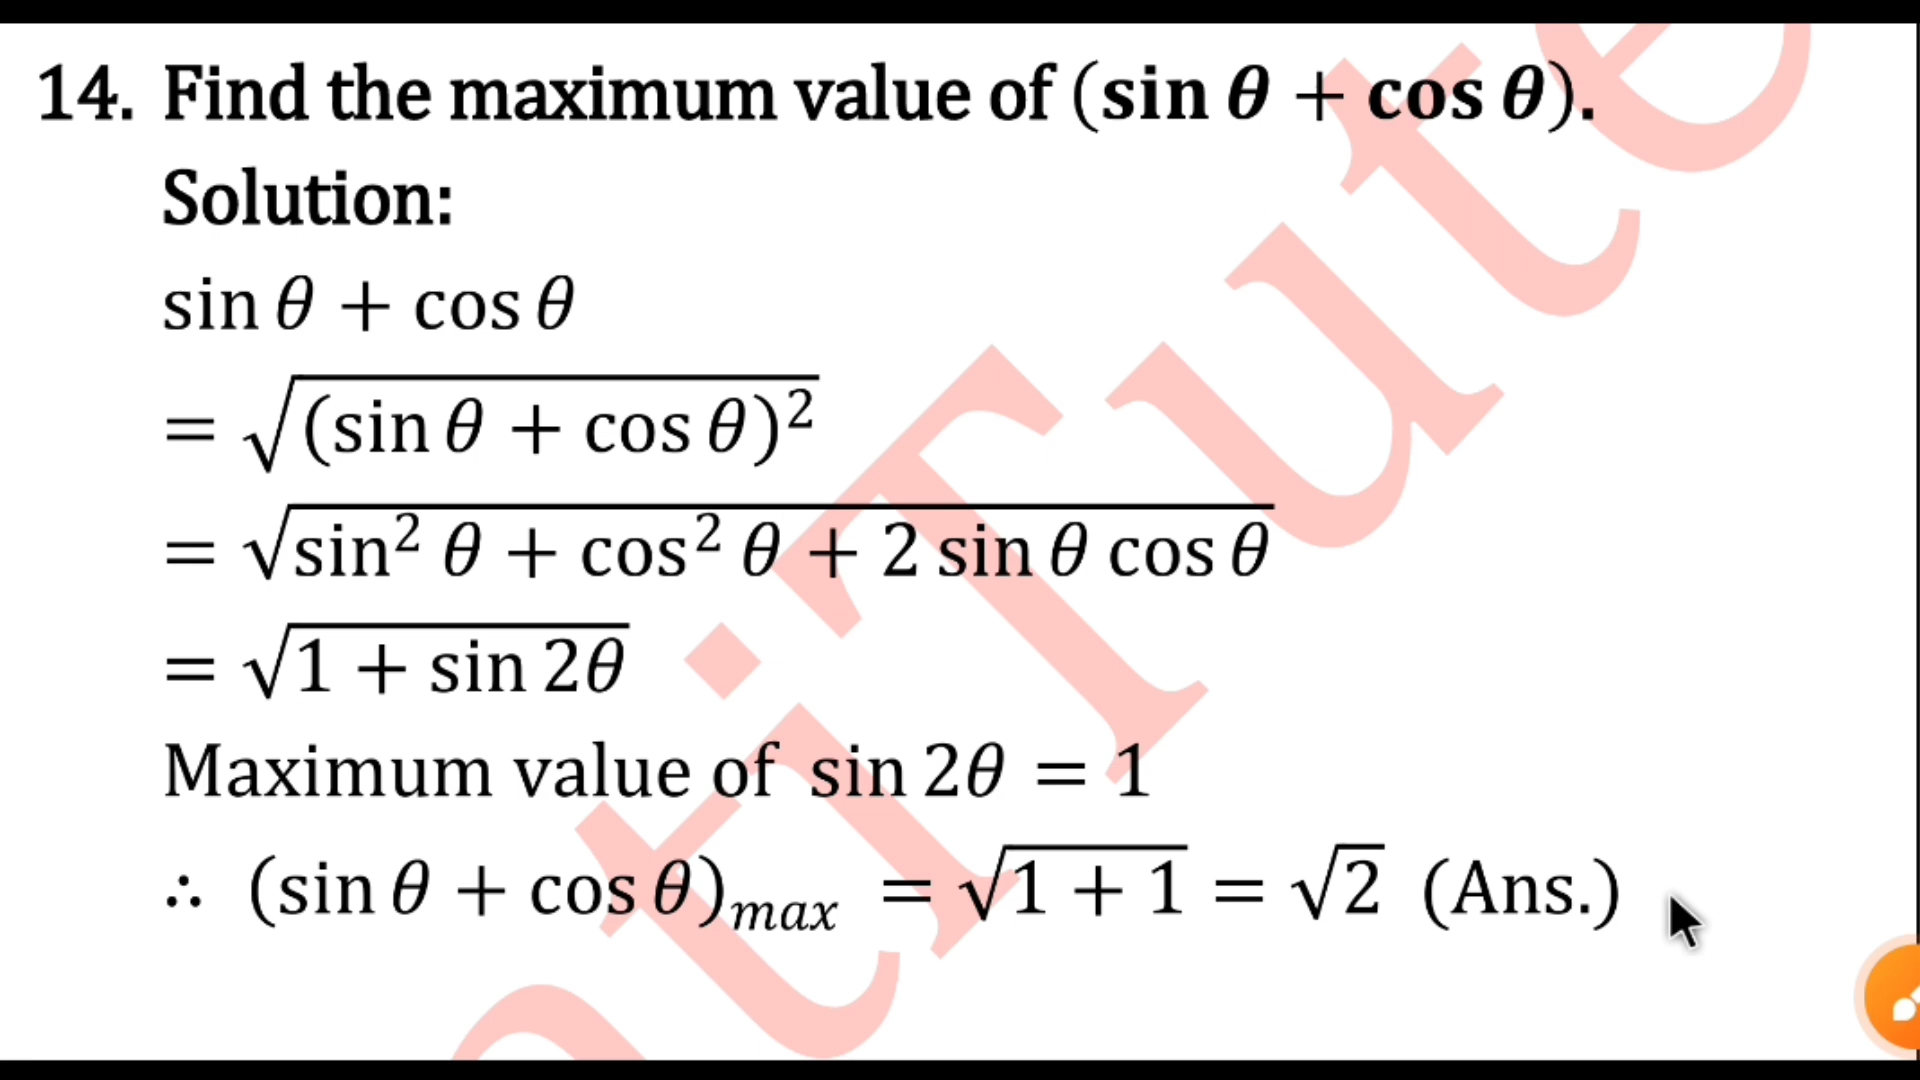 14. Find the maximum value of (sin θ + cos θ).
Solution:
sin θ + cos θ
= √(sin θ + cos θ)²
= √sin² θ + cos² θ + 2 sin θ cos θ
= √1 + sin 2θ
Maximum value of sin 2θ = 1
∴ (sin θ + cos θ)max = √1 + 1 = √2 (Ans.)
atiTute